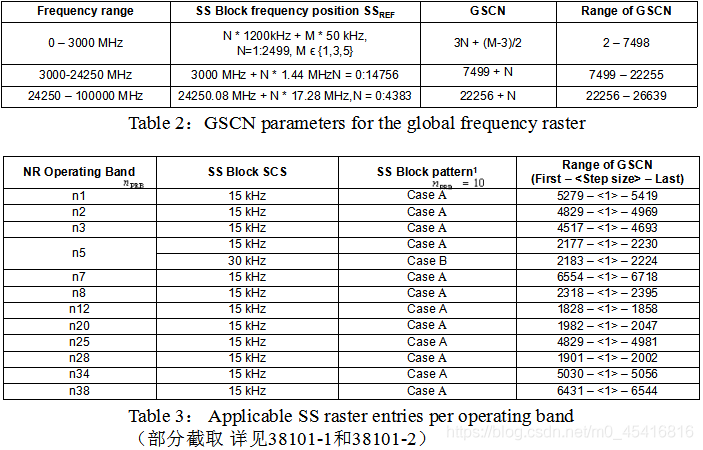 Frequency range SS Block frequency position SSREF GSCN Range of GSCN
0 – 3000 MHz N * 1200kHz + M * 50 kHz, N=1:2499, M ϵ {1,3,5} 3N + (M-3)/2 2 – 7498
3000-24250 MHz 3000 MHz + N * 1.44 MHzN = 0:14756 7499 + N 7499 – 22255
24250 – 100000 MHz 24250.08 MHz + N * 17.28 MHz,N = 0:4383 22256 + N 22256 – 26639
Table 2：GSCN parameters for the global frequency raster
NR Operating Band nPRB SS Block SCS SS Block pattern1 nPRB = 10 Range of GSCN (First – <Step size> – Last)
n1 15 kHz Case A 5279 – <1> – 5419
n2 15 kHz Case A 4829 – <1> – 4969
n3 15 kHz Case A 4517 – <1> – 4693
n5 15 kHz Case A 2177 – <1> – 2230
30 kHz Case B 2183 – <1> – 2224
n7 15 kHz Case A 6554 – <1> – 6718
n8 15 kHz Case A 2318 – <1> – 2395
n12 15 kHz Case A 1828 – <1> – 1858
n20 15 kHz Case A 1982 – <1> – 2047
n25 15 kHz Case A 4829 – <1> – 4981
n28 15 kHz Case A 1901 – <1> – 2002
n34 15 kHz Case A 5030 – <1> – 5056
n38 15 kHz Case A 6431 – <1> – 6544
Table 3： Applicable SS raster entries per operating band
（部分截取 详见38101-1和38101-2）
https://blog.csdn.net/m0_45416816